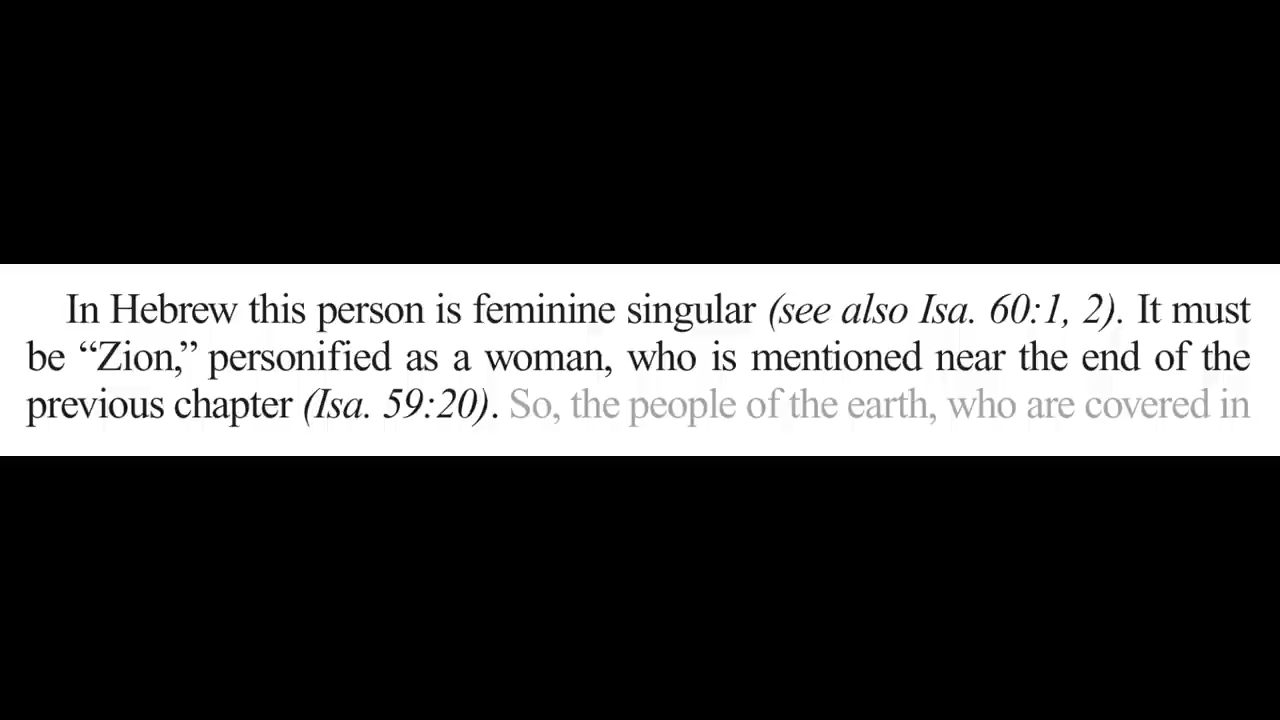 In Hebrew this person is feminine singular (see also Isa. 60:1, 2). It must
be “Zion,” personified as a woman, who is mentioned near the end of the
previous chapter (Isa. 59:20). So, the people of the earth, who are covered in